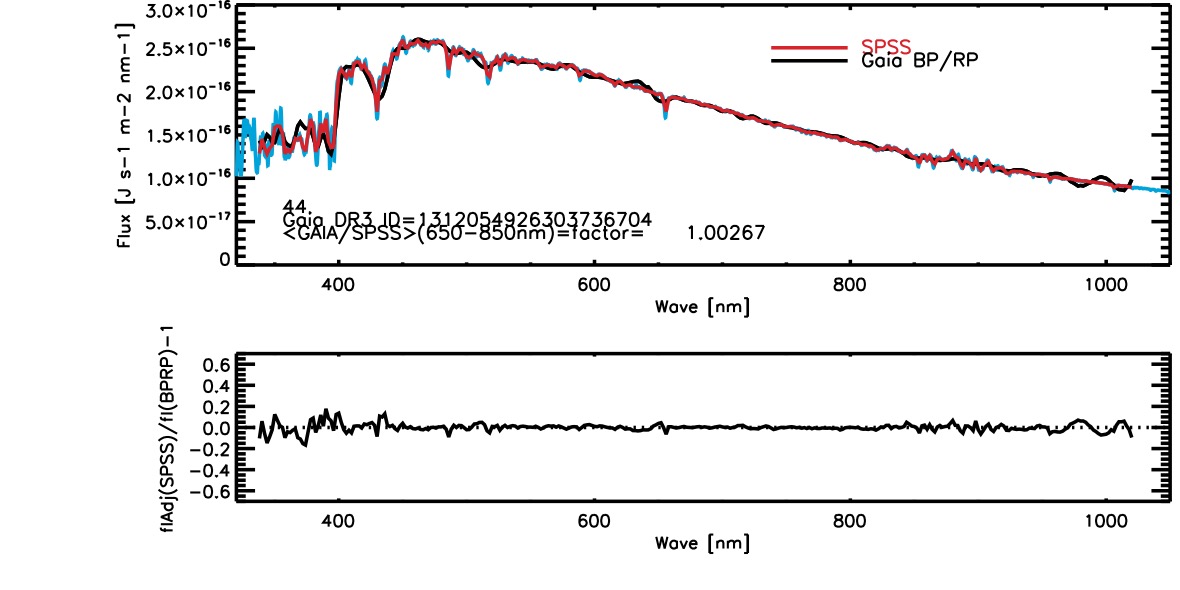 3.0×10−16
2.5×10−16
2.0×10−16
1.5×10−16
1.0×10−16
5.0×10−17
0
Flux [J s−1 m−2 nm−1]
SPSS
Gaia BP/RP
44.
Gaia DR3 ID=1312054926303736704
<GAIA/SPSS>(650−850nm)=factor= 1.00267
400 600 800 1000
Wave [nm]
flAdj(SPSS)/fl(BPRP)−1
0.6
0.4
0.2
0.0
−0.2
−0.4
−0.6
400 600 800 1000
Wave [nm]